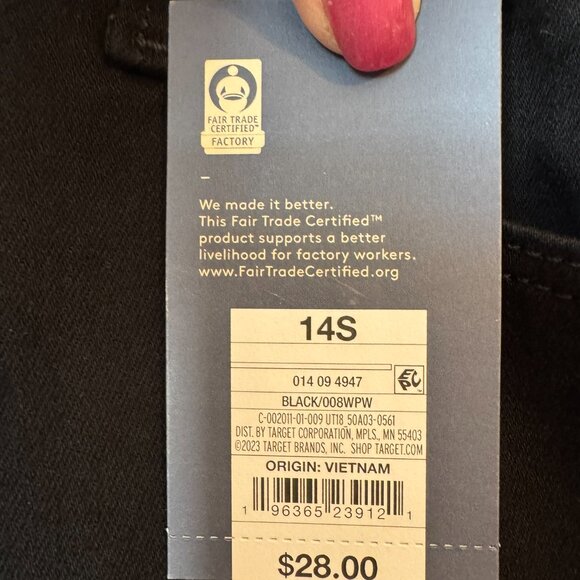 FAIR TRADE
CERTIFIED™
FACTORY
–
We made it better.
This Fair Trade Certified™
product supports a better
livelihood for factory workers.
www.FairTradeCertified.org
14S
014 09 4947
EPC
BLACK/008WPW
C-002011-01-009 UT18 50A03-0561
DIST. BY TARGET CORPORATION, MPLS., MN 55403
©2023 TARGET BRANDS, INC. SHOP TARGET.COM
ORIGIN: VIETNAM
1 96365 23912 1
$28.00